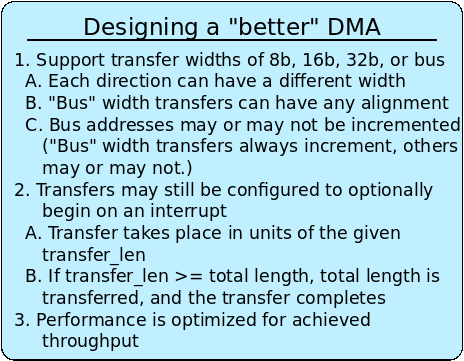 Designing a "better" DMA
1. Support transfer widths of 8b, 16b, 32b, or bus
A. Each direction can have a different width
B. "Bus" width transfers can have any alignment
C. Bus addresses may or may not be incremented
("Bus" width transfers always increment, others
may or may not.)
2. Transfers may still be configured to optionally
begin on an interrupt
A. Transfer takes place in units of the given
transfer_len
B. If transfer_len >= total length, total length is
transferred, and the transfer completes
3. Performance is optimized for achieved
throughput